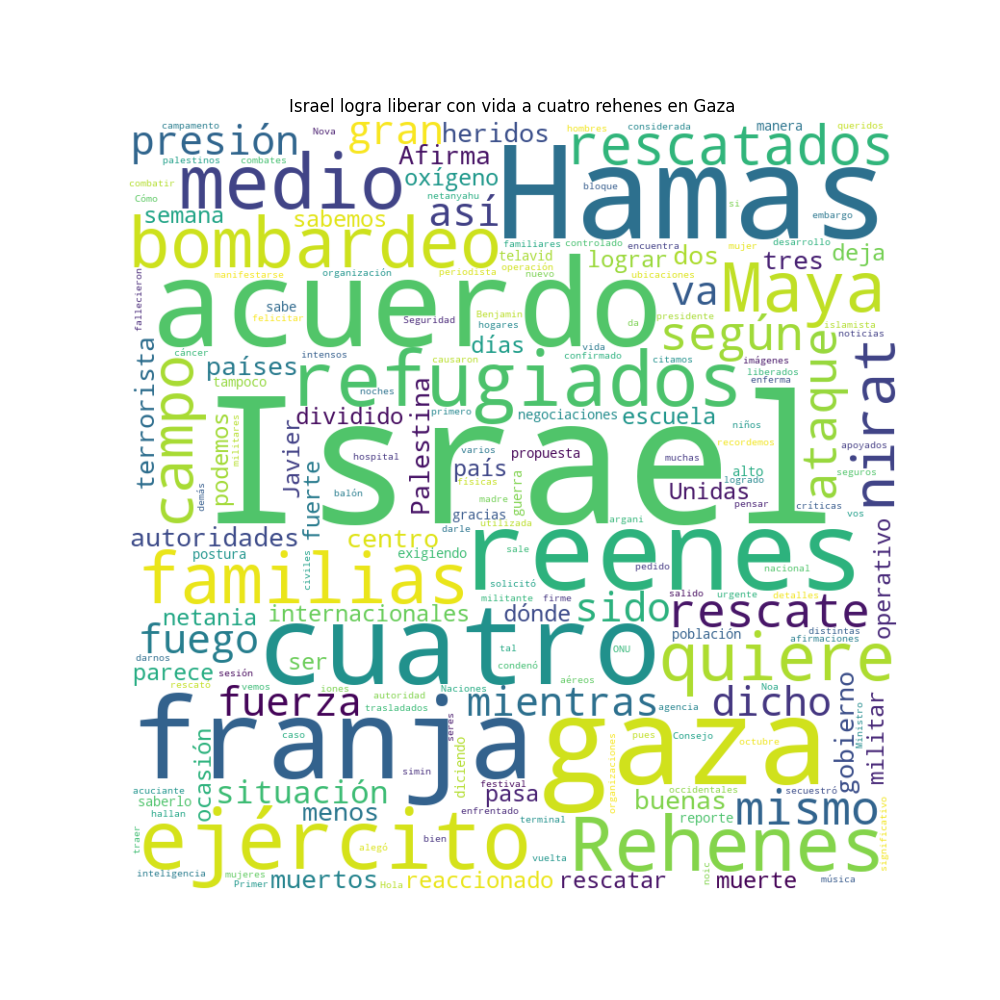 Israel logra liberar con vida a cuatro rehenes en Gaza
campamento
Nova
gran
hombres
considerada
manera
queridos
presión
heridos
rescatados
palestinos
combates
Afirma
Hamas
combatir
medio
oxígeno
bloque
Cómo
netanyahu
si
semana
sabemos
así
embargo
bombardeo
familiares
controlado
encuentra
mujer
desarrollo
telavid
lograr
dos
tres
deja
fallecieron
manifestarse
organización
periodista
operación
nuevo
ubicaciones
acuerdo
va
Maya
sabe
felicitar
Seguridad
Benjamin
hogares
da
presidente
según
islamista
noticias
terrorista
cáncer
países
intensos
días
vida
confirmado
citamos
imágenes
ataque
nirat
campo
tampoco
refugiados
causaron
liberados
enferma
noches
podemos
militares
Javier
dividido
Palestina
primero
negociaciones
escuela
niños
Israel
recordemos
apoyados
hospital
varios
país
propuesta
muchas
alto
logrado
seguros
demás
fuerte
balón
físicas
madre
guerra
Unidas
pensar
críticas
vos
gracias
utilizada
argani
autoridades
centro
darle
reenes
postura
civiles
exigiendo
sale
pedido
nacional
operativo
familias
solicitó
militante
firme
salido
urgente
detalles
netania
internacionales
dónde
sido
rescate
distintas
afirmaciones
fuego
cuatro
tal
ONU
población
quiere
darnos
parece
sesión
ser
condenó
rescató
vemos
iones
autoridad
Naciones
aéreos
Noa
trasladados
fuerza
mientras
agencia
dicho
gobierno
Ministro
militar
franja
caso
seres
gaza
pues
Consejo
octubre
ocasión
simin
diciendo
organizaciones
acuciante
situación
festival
pasa
occidentales
secuestró
saberlo
buenas
mismo
hallan
menos
enfrentado
terminal
reporte
significativo
traer
ejército
alegó
bien
vuelta
Rehenes
inteligencia
mujeres
Primer
muertos
Hola
reaccionado
rescatar
noic
muerte
música